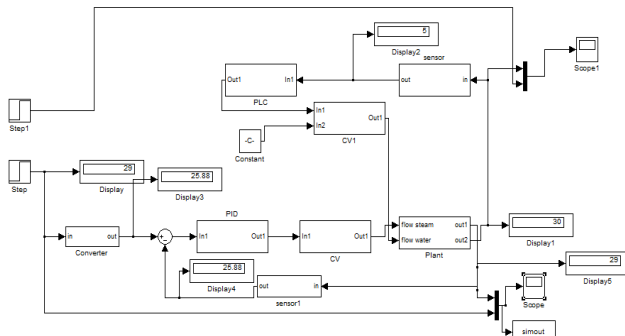 5
Display2
sensor
Scope1
Out1
In1
out
in
PLC
Step1
In1
In2
Out1
-C-
Constant
CV1
Step
29
Display
25.88
Display3
PID
in
out
Converter
+
−
In1
Out1
In1
Out1
CV
flow steam
flow water
out1
out2
Plant
30
Display1
25.88
Display4
out
in
sensor1
29
Display5
Scope
simout